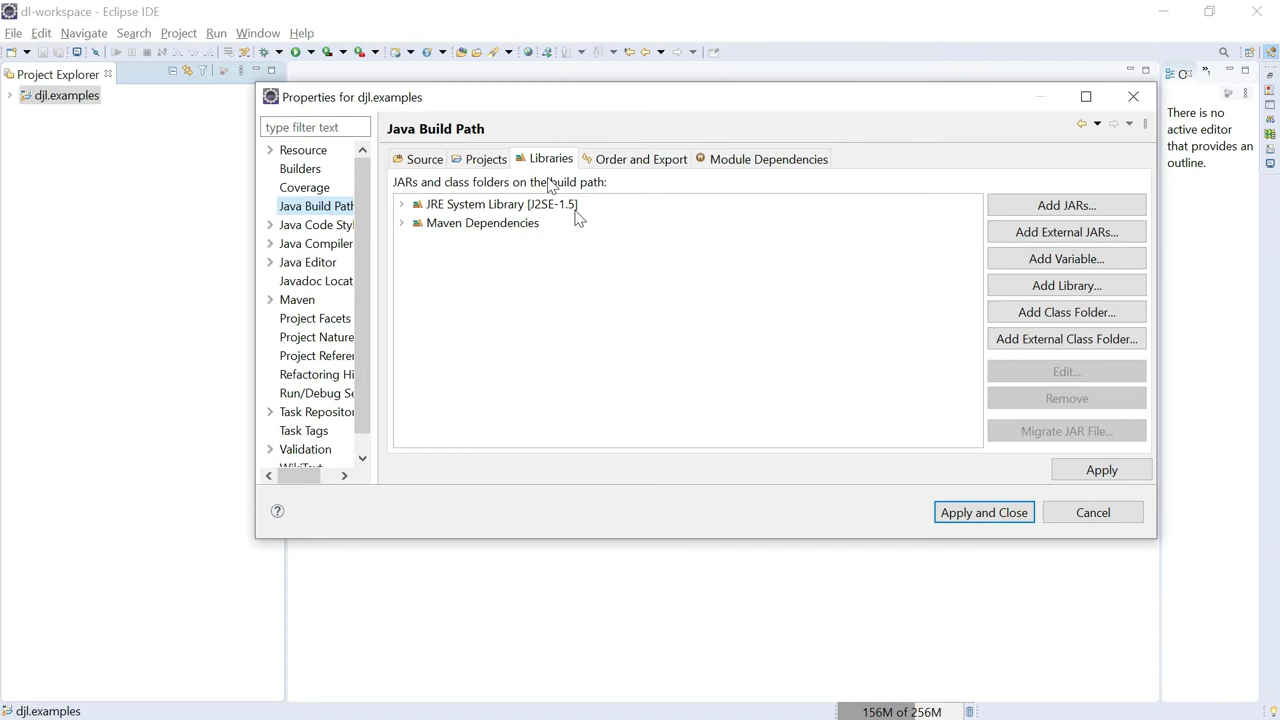 dl-workspace - Eclipse IDE
File Edit Navigate Search Project Run Window Help
Project Explorer
djl.examples
Properties for djl.examples
type filter text
Resource
Builders
Coverage
Java Build Path
Java Code Styl
Java Compiler
Java Editor
Javadoc Locat
Maven
Project Facets
Project Nature
Project Referen
Refactoring Hi
Run/Debug Se
Task Repositor
Task Tags
Validation
WikiText
Java Build Path
Source Projects Libraries Order and Export Module Dependencies
JARs and class folders on the build path:
JRE System Library [J2SE-1.5]
Maven Dependencies
Add JARs...
Add External JARs...
Add Variable...
Add Library...
Add Class Folder...
Add External Class Folder...
Edit...
Remove
Migrate JAR File...
Apply
Apply and Close Cancel
There is no
active editor
that provides an
outline.
djl.examples
156M of 256M